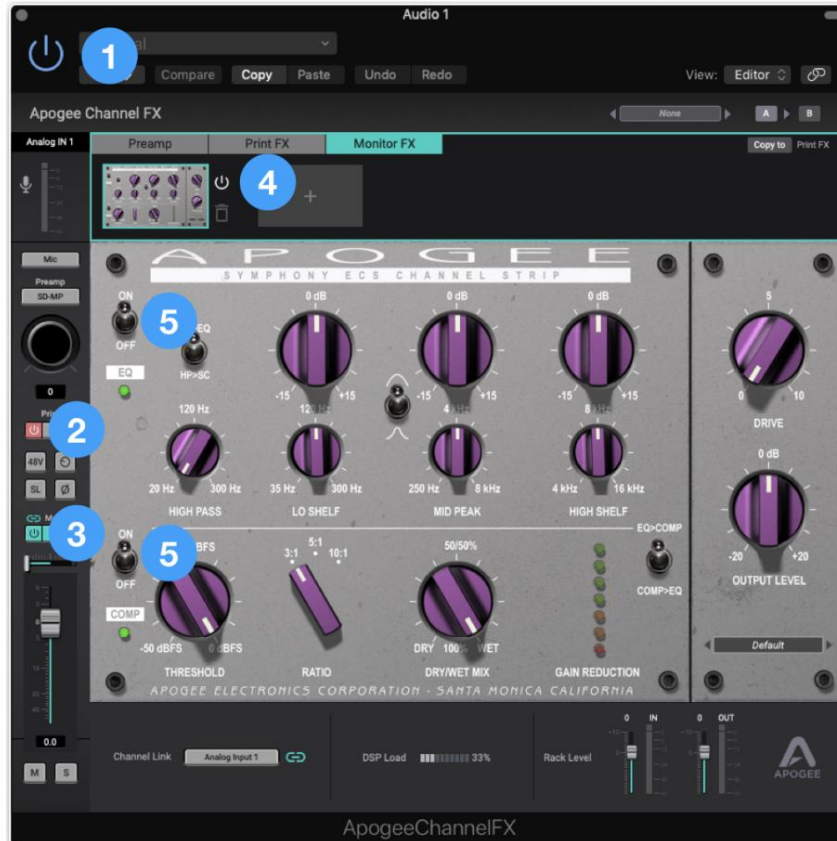 Audio 1
1
Compare Copy Paste Undo Redo View: Editor
Apogee Channel FX
None
A B
Analog IN 1
Preamp Print FX Monitor FX
Copy to Print FX
4
+
Mic
Preamp
SD-MP
0
2
48V
SL Ø
3
0.0
M S
APOGEE
SYMPHONY ECS CHANNEL STRIP
ON
5
OFF
EQ
HP>SC
0 dB 0 dB 0 dB
-15 +15 -15 +15 -15 +15
120 Hz
20 Hz 300 Hz 35 Hz 300 Hz 250 Hz 8 kHz 4 kHz 16 kHz
HIGH PASS LO SHELF MID PEAK HIGH SHELF
5
0 10
DRIVE
0 dB
-20 +20
OUTPUT LEVEL
Default
ON
5
OFF
COMP
-50 dBFS 0 dBFS
THRESHOLD
3:1 5:1 10:1
RATIO
50/50%
DRY 100% WET
DRY/WET MIX
GAIN REDUCTION
EQ>COMP
COMP>EQ
APOGEE ELECTRONICS CORPORATION · SANTA MONICA CALIFORNIA
Channel Link Analog Input 1
DSP Load 33%
Rack Level
0 IN 0 OUT
APOGEE
ApogeeChannelFX